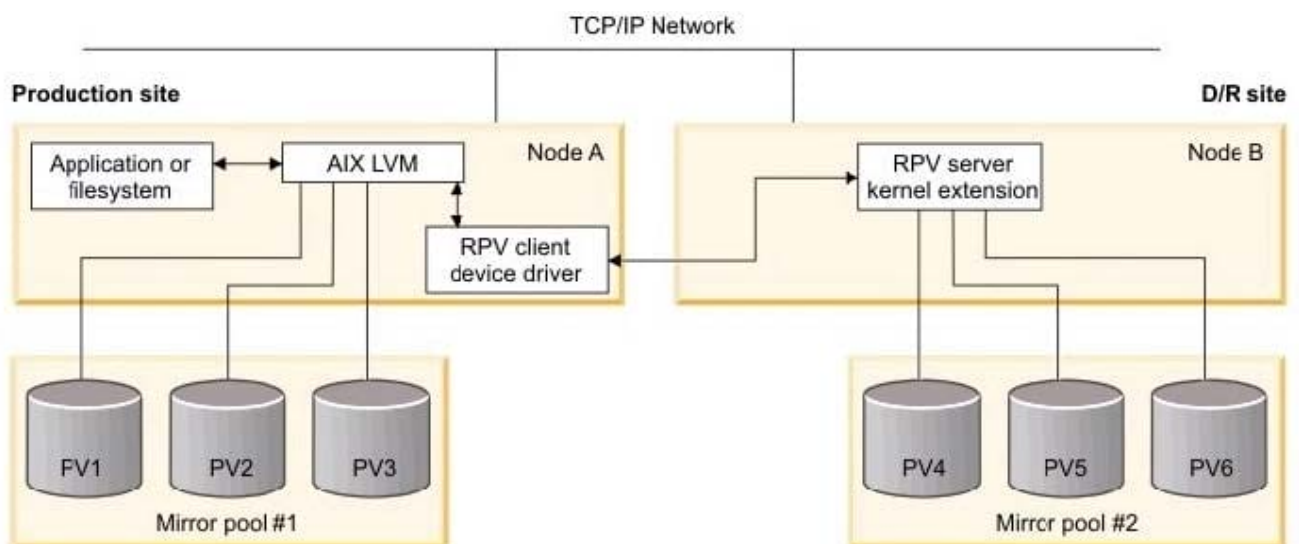 TCP/IP Network
Production site
D/R site
Application or
filesystem
AIX LVM
Node A
RPV client
device driver
RPV server
kernel extension
Node B
PV1
PV2
PV3
Mirror pool #1
PV4
PV5
PV6
Mirror pool #2